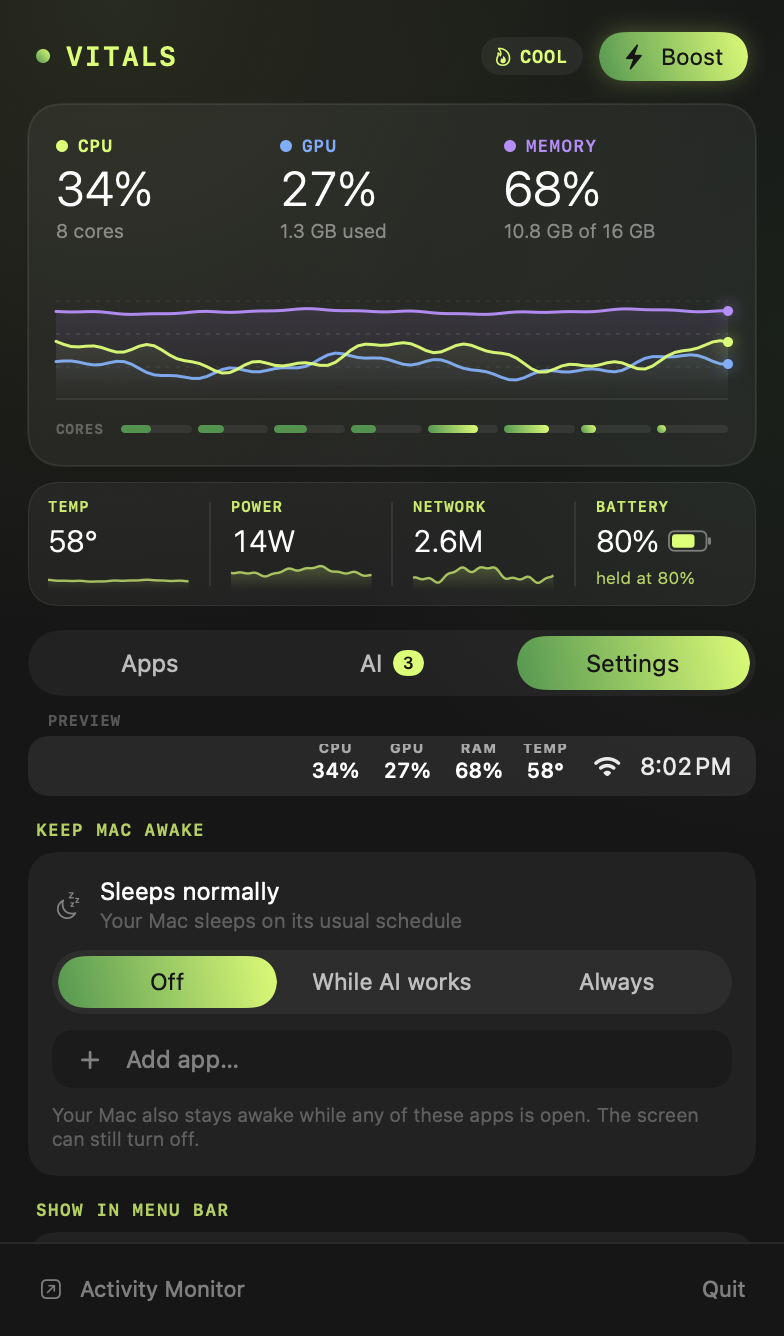 VITALS
COOL
Boost
CPU GPU MEMORY
34% 27% 68%
8 cores 1.3 GB used 10.8 GB of 16 GB
CORES
TEMP POWER NETWORK BATTERY
58° 14W 2.6M 80%
held at 80%
Apps AI 3 Settings
PREVIEW
CPU GPU RAM TEMP
34% 27% 68% 58° 8:02 PM
KEEP MAC AWAKE
Sleeps normally
Your Mac sleeps on its usual schedule
Off While AI works Always
Add app...
Your Mac also stays awake while any of these apps is open. The screen
can still turn off.
SHOW IN MENU BAR
Activity Monitor Quit